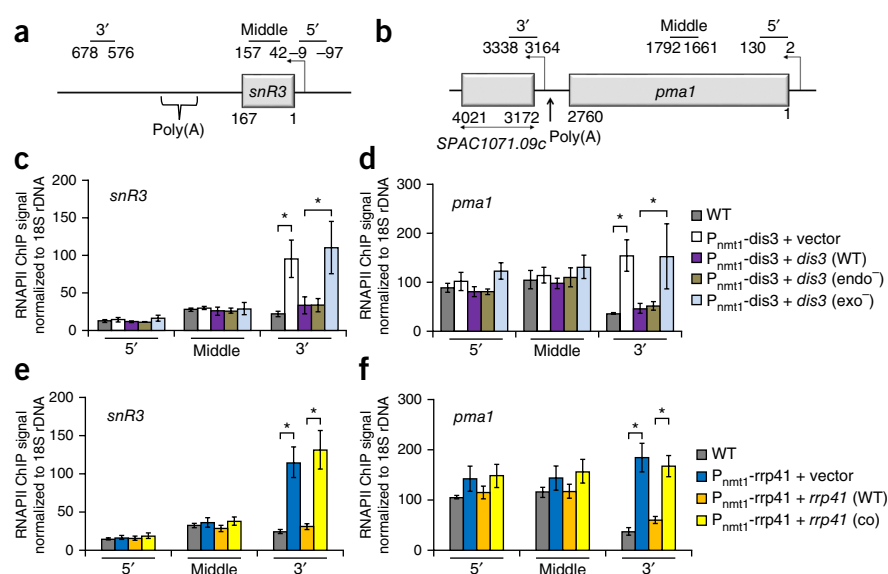 a
3′ Middle 5′
678 576 157 42 –9 –97
snR3
167 1
Poly(A)
b
3′ Middle 5′
3338 3164 1792 1661 130 2
pma1
4021 3172 2760 1
SPAC1071.09c Poly(A)
c
snR3
RNAPII ChIP signal
normalized to 18S rDNA
200
150
100
50
0
* *
5′ Middle 3′
d
pma1
RNAPII ChIP signal
normalized to 18S rDNA
300
200
100
0
* *
5′ Middle 3′
WT
Pnmt1-dis3 + vector
Pnmt1-dis3 + dis3 (WT)
Pnmt1-dis3 + dis3 (endo–)
Pnmt1-dis3 + dis3 (exo–)
e
snR3
RNAPII ChIP signal
normalized to 18S rDNA
200
150
100
50
0
* *
5′ Middle 3′
f
pma1
RNAPII ChIP signal
normalized to 18S rDNA
300
200
100
0
* *
5′ Middle 3′
WT
Pnmt1-rrp41 + vector
Pnmt1-rrp41 + rrp41 (WT)
Pnmt1-rrp41 + rrp41 (co)